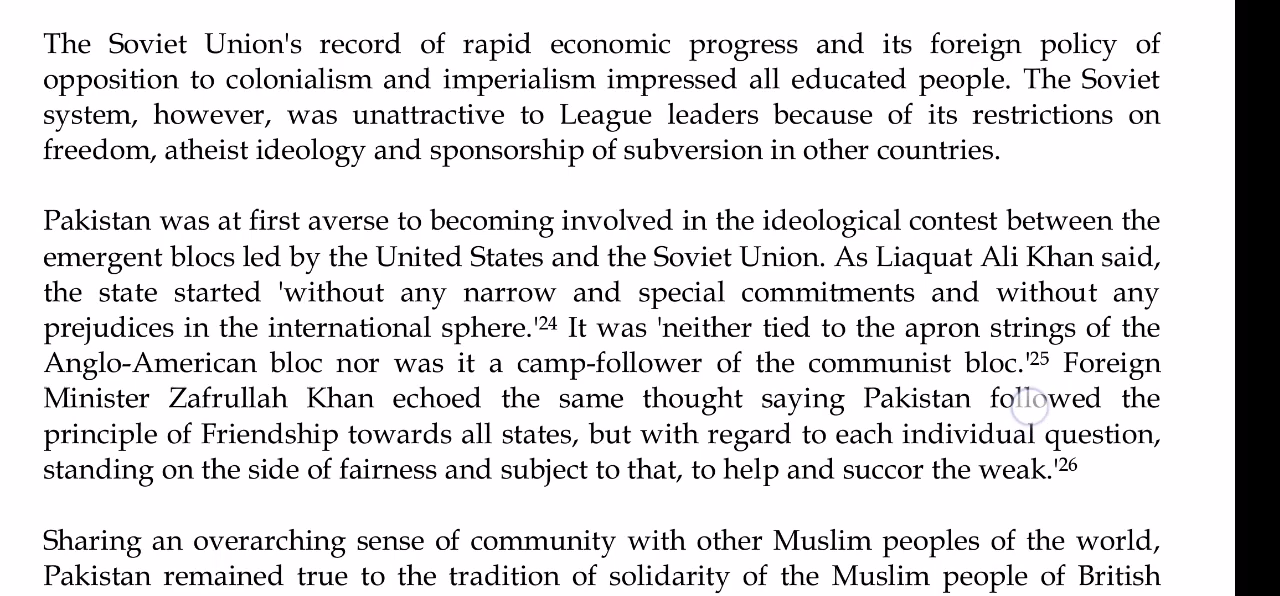 The Soviet Union's record of rapid economic progress and its foreign policy of
opposition to colonialism and imperialism impressed all educated people. The Soviet
system, however, was unattractive to League leaders because of its restrictions on
freedom, atheist ideology and sponsorship of subversion in other countries.
Pakistan was at first averse to becoming involved in the ideological contest between the
emergent blocs led by the United States and the Soviet Union. As Liaquat Ali Khan said,
the state started 'without any narrow and special commitments and without any
prejudices in the international sphere.'24 It was 'neither tied to the apron strings of the
Anglo-American bloc nor was it a camp-follower of the communist bloc.'25 Foreign
Minister Zafrullah Khan echoed the same thought saying Pakistan followed the
principle of Friendship towards all states, but with regard to each individual question,
standing on the side of fairness and subject to that, to help and succor the weak.'26
Sharing an overarching sense of community with other Muslim peoples of the world,
Pakistan remained true to the tradition of solidarity of the Muslim people of British